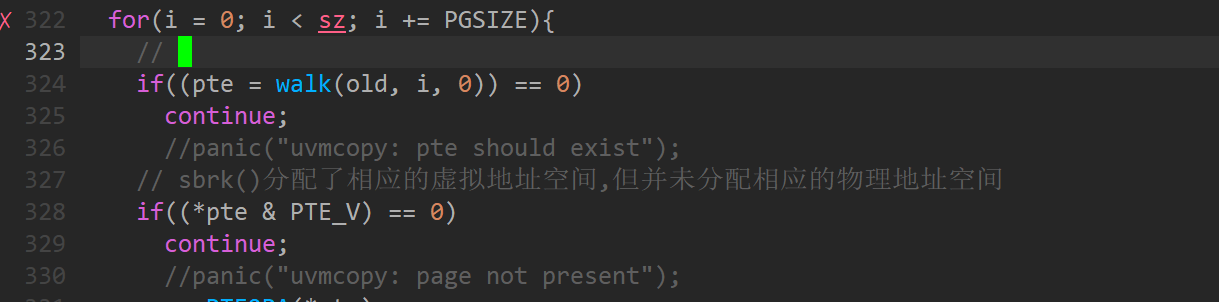 322 for(i = 0; i < sz; i += PGSIZE){
323 //
324 if((pte = walk(old, i, 0)) == 0)
325 continue;
326 //panic("uvmcopy: pte should exist");
327 // sbrk()分配了相应的虚拟地址空间,但并未分配相应的物理地址空间
328 if((*pte & PTE_V) == 0)
329 continue;
330 //panic("uvmcopy: page not present");